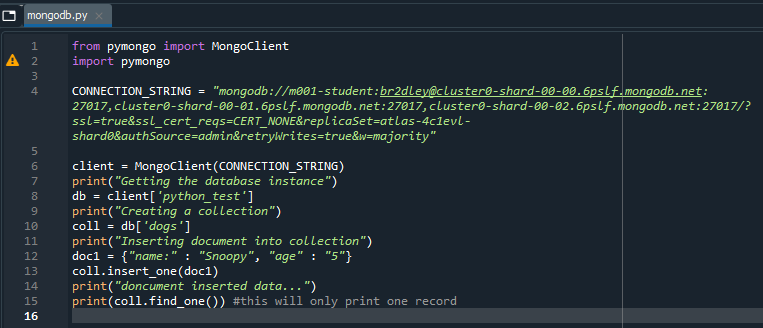 mongodb.py
1 from pymongo import MongoClient
2 import pymongo
3
4 CONNECTION_STRING = "mongodb://m001-student:br2dley@cluster0-shard-00-00.6pslf.mongodb.net:
27017,cluster0-shard-00-01.6pslf.mongodb.net:27017,cluster0-shard-00-02.6pslf.mongodb.net:27017/?
ssl=true&ssl_cert_reqs=CERT_NONE&replicaSet=atlas-4c1evl-
shard0&authSource=admin&retryWrites=true&w=majority"
5
6 client = MongoClient(CONNECTION_STRING)
7 print("Getting the database instance")
8 db = client['python_test']
9 print("Creating a collection")
10 coll = db['dogs']
11 print("Inserting document into collection")
12 doc1 = {"name:" : "Snoopy", "age" : "5"}
13 coll.insert_one(doc1)
14 print("doncument inserted data...")
15 print(coll.find_one()) #this will only print one record
16